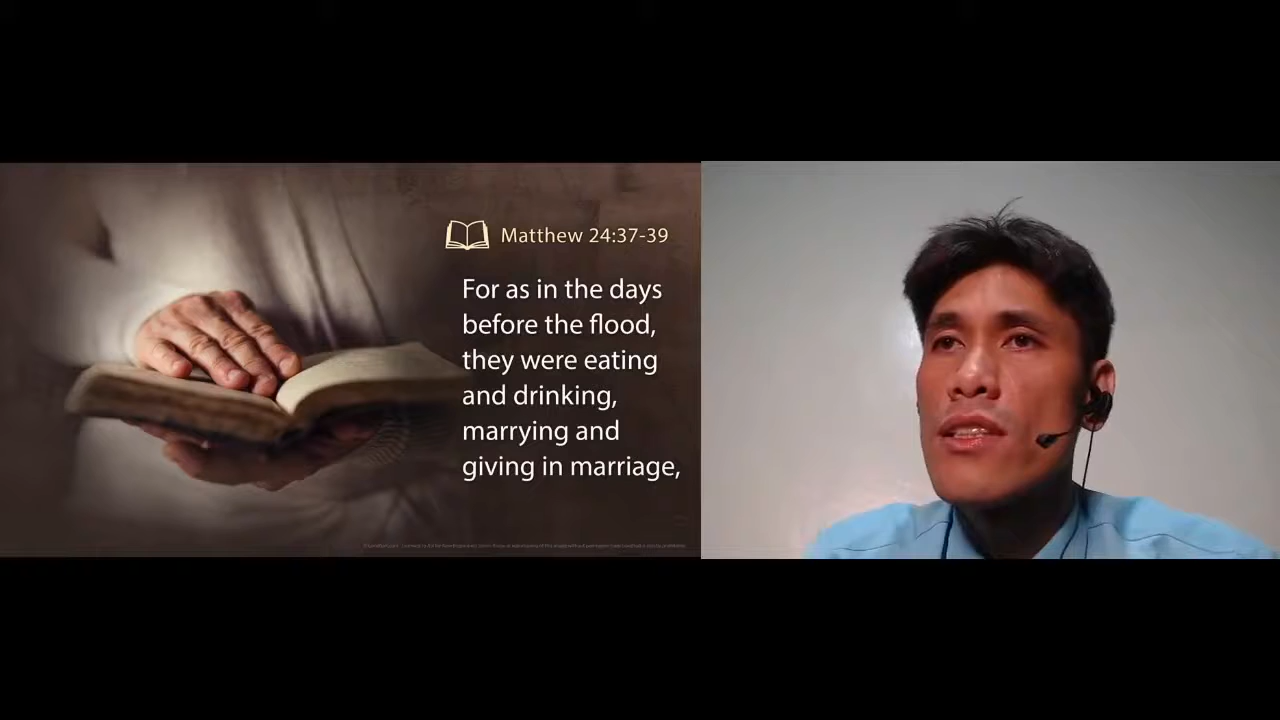 Matthew 24:37-39
For as in the days
before the flood,
they were eating
and drinking,
marrying and
giving in marriage,